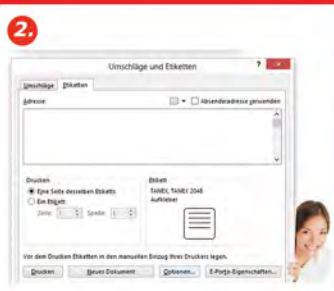 2.
Umschläge und Etiketten ?
Umschläge Etiketten
Adresse: Absenderadresse verwenden
Drucken
Eine Seite desselben Etiketts
Ein Etikett
Zeile: 1 Spalte: 1
Etikett
TANEX, TANEX 2048
Aufkleber
Vor dem Drucken Etiketten in den manuellen Einzug Ihres Druckers legen.
Drucken Neues Dokument Optionen... E-Porto-Eigenschaften...